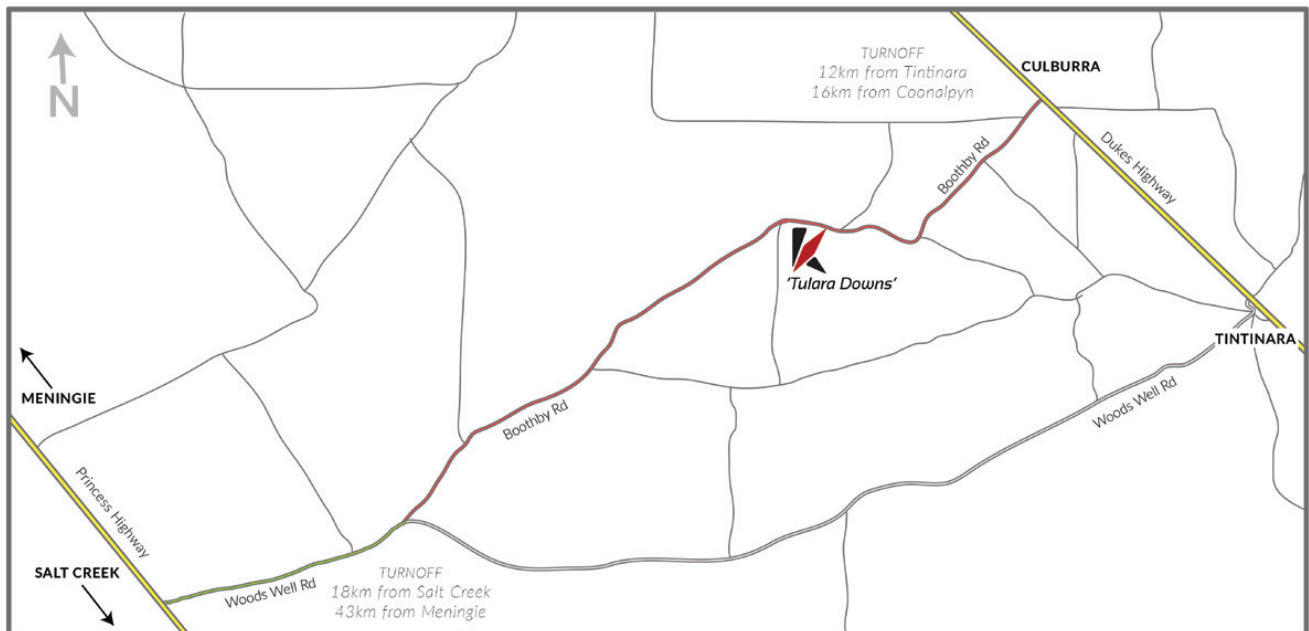 N
TURNOFF
12km from Tintinara
16km from Coonalpyn
CULBURRA
Dukes Highway
Boothby Rd
'Tulara Downs'
TINTINARA
MENINGIE
Boothby Rd
Woods Well Rd
Princess Highway
SALT CREEK
Woods Well Rd
TURNOFF
18km from Salt Creek
43km from Meningie